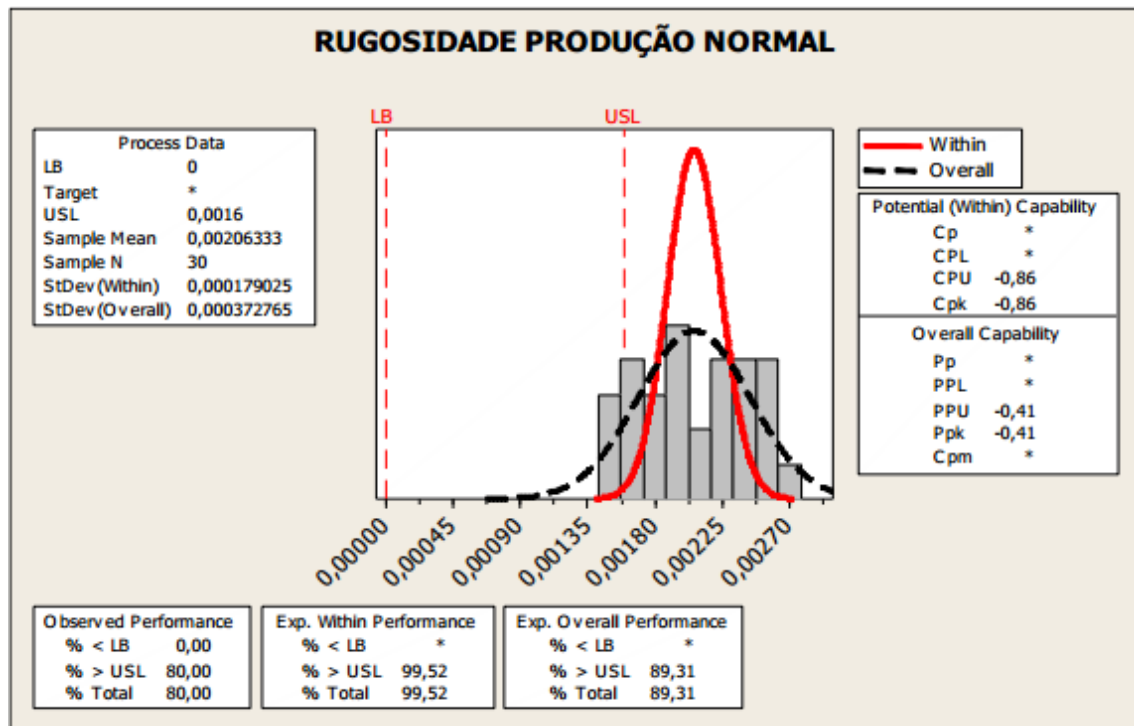 RUGOSIDADE PRODUÇÃO NORMAL
LB USL
Process Data
LB 0
Target *
USL 0,0016
Sample Mean 0,00206333
Sample N 30
StDev(Within) 0,000179025
StDev(Overall) 0,000372765
Within
Overall
Potential (Within) Capability
Cp *
CPL *
CPU -0,86
Cpk -0,86
Overall Capability
Pp *
PPL *
PPU -0,41
Ppk -0,41
Cpm *
0,00000 0,00045 0,00090 0,00135 0,00180 0,00225 0,00270
Observed Performance
% < LB 0,00
% > USL 80,00
% Total 80,00
Exp. Within Performance
% < LB *
% > USL 99,52
% Total 99,52
Exp. Overall Performance
% < LB *
% > USL 89,31
% Total 89,31